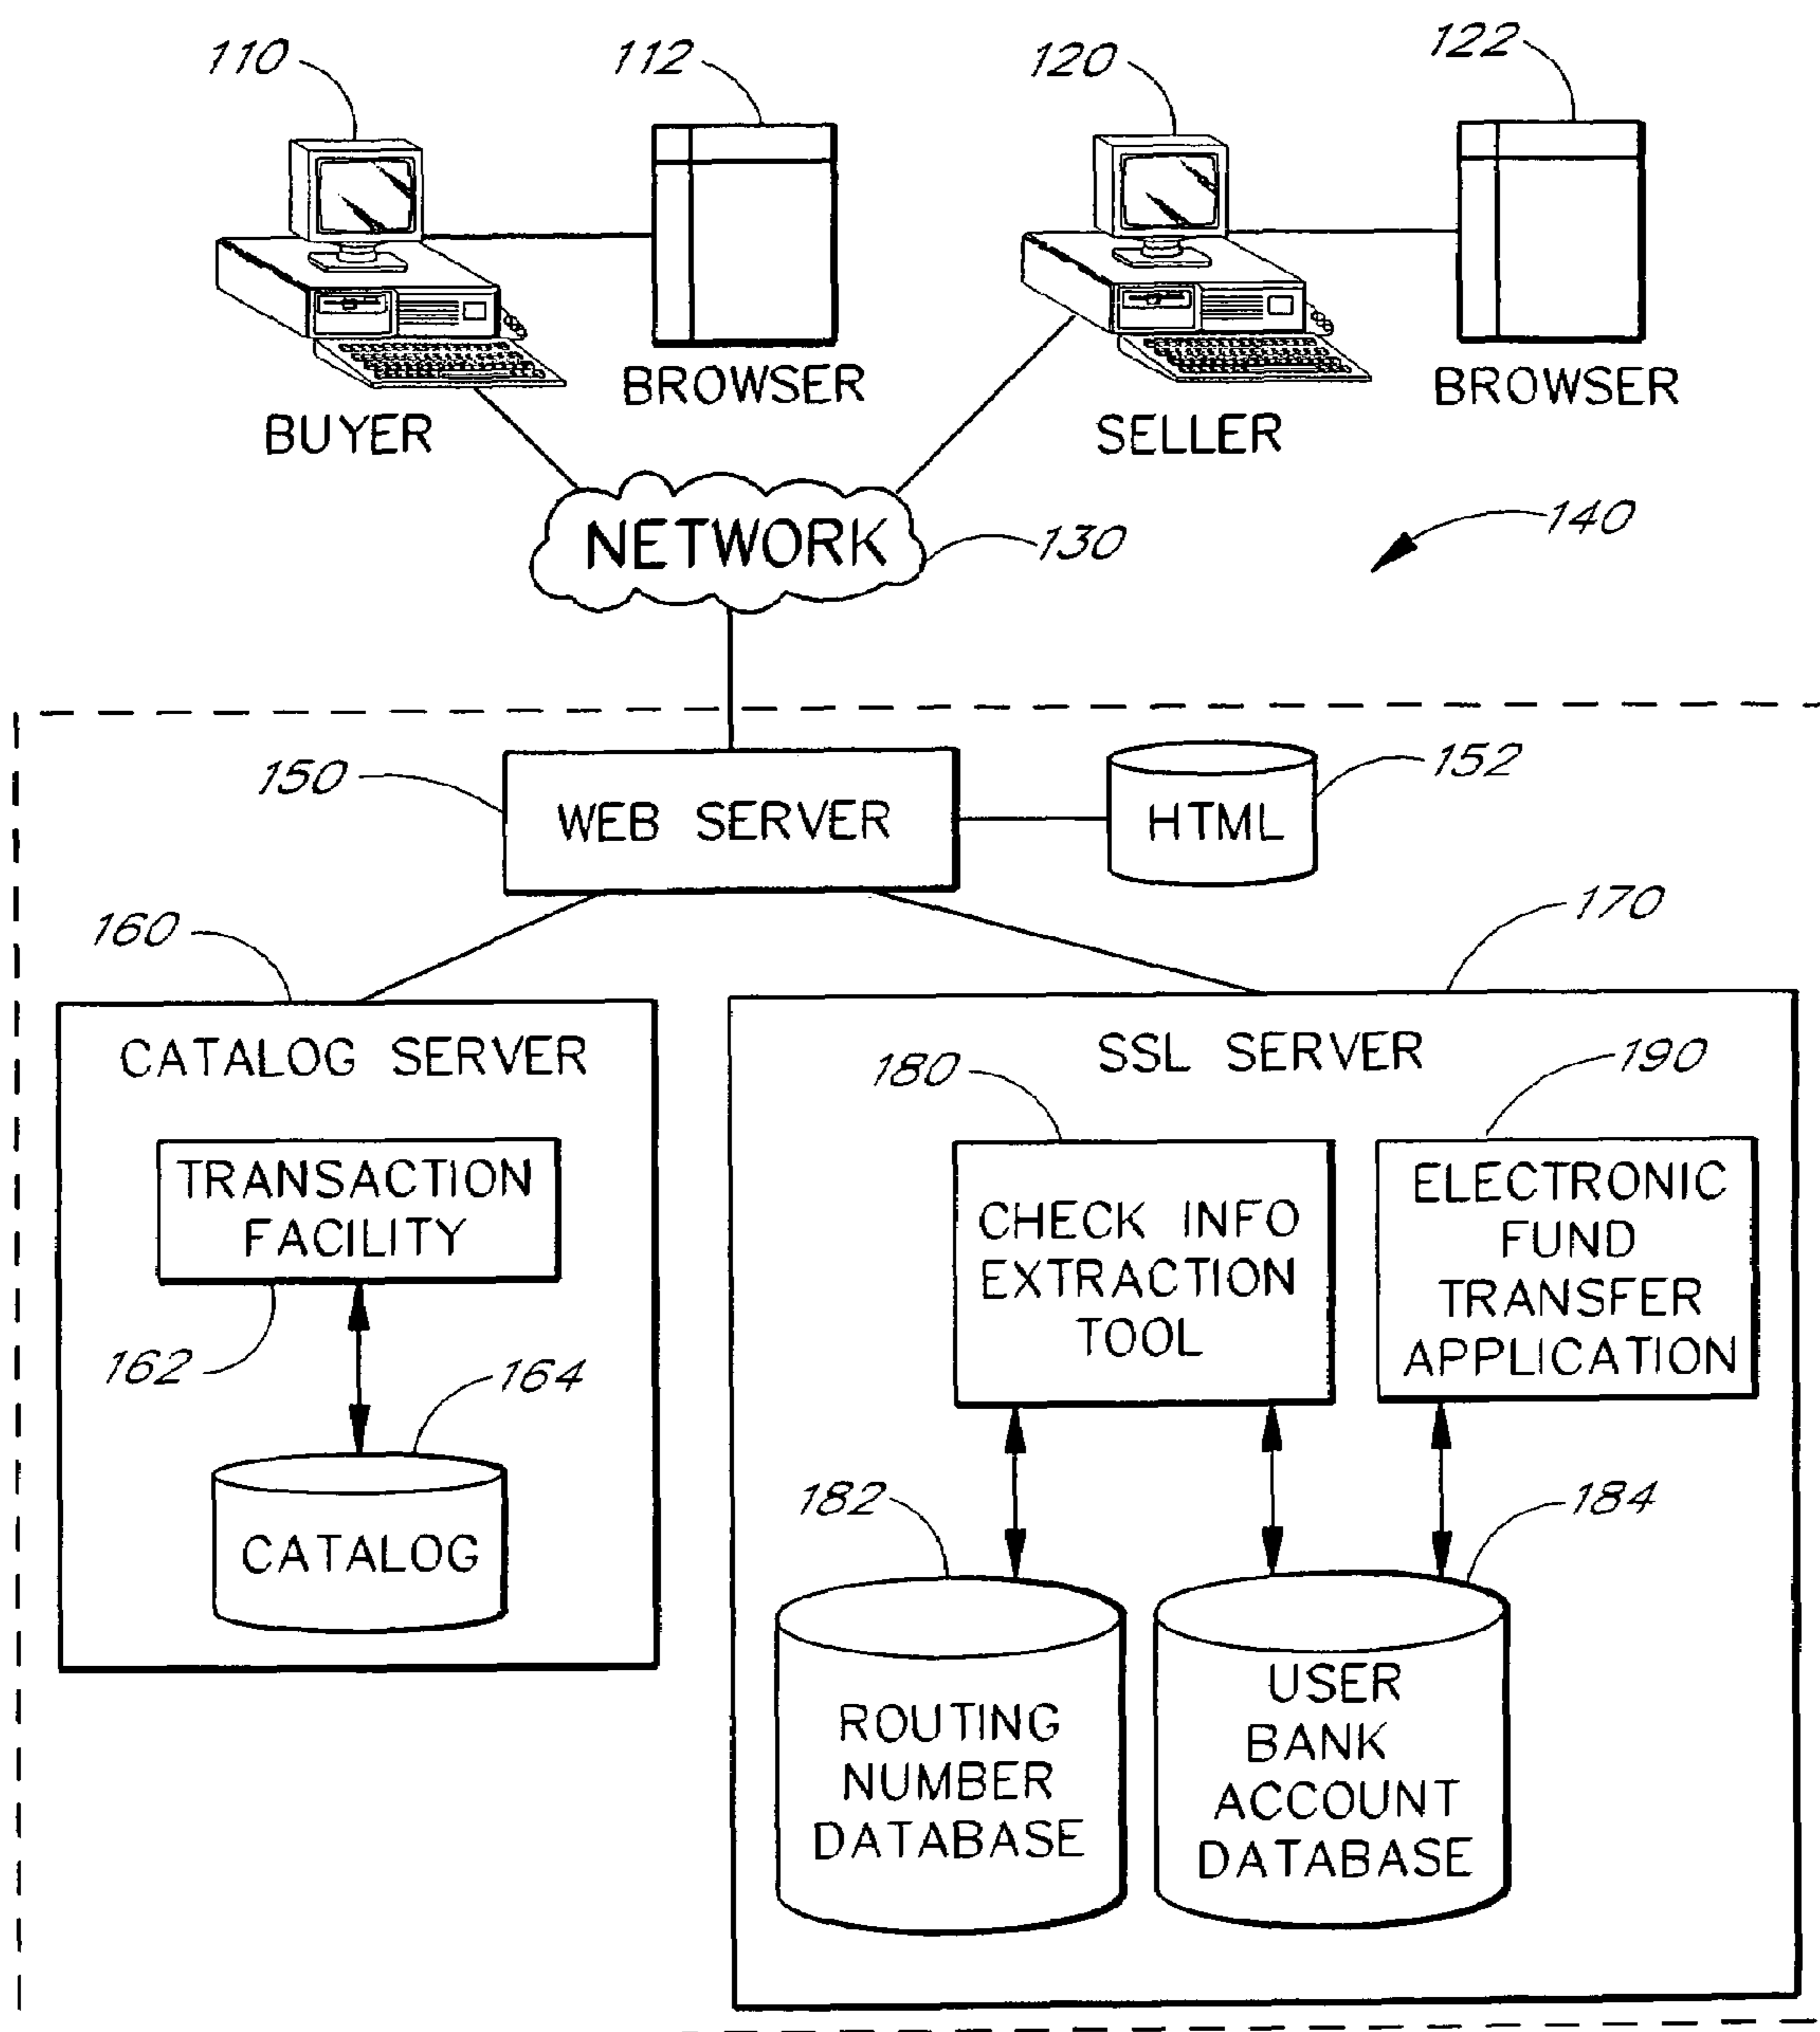 110
112
120
122
BROWSER
BROWSER
BUYER
SELLER
NETWORK
130
140
150
WEB SERVER
HTML
152
160
170
CATALOG SERVER
SSL SERVER
180
190
TRANSACTION
FACILITY
CHECK INFO
EXTRACTION
TOOL
ELECTRONIC
FUND
TRANSFER
APPLICATION
162
164
CATALOG
182
184
ROUTING
NUMBER
DATABASE
USER
BANK
ACCOUNT
DATABASE